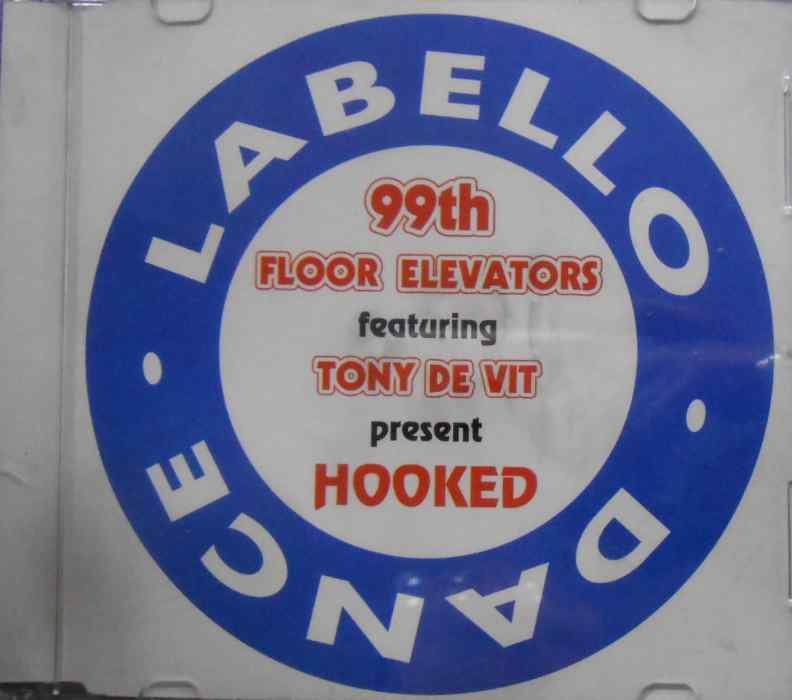 LABELLO
99th
FLOOR ELEVATORS
featuring
TONY DE VIT
present
HOOKED
DANCE